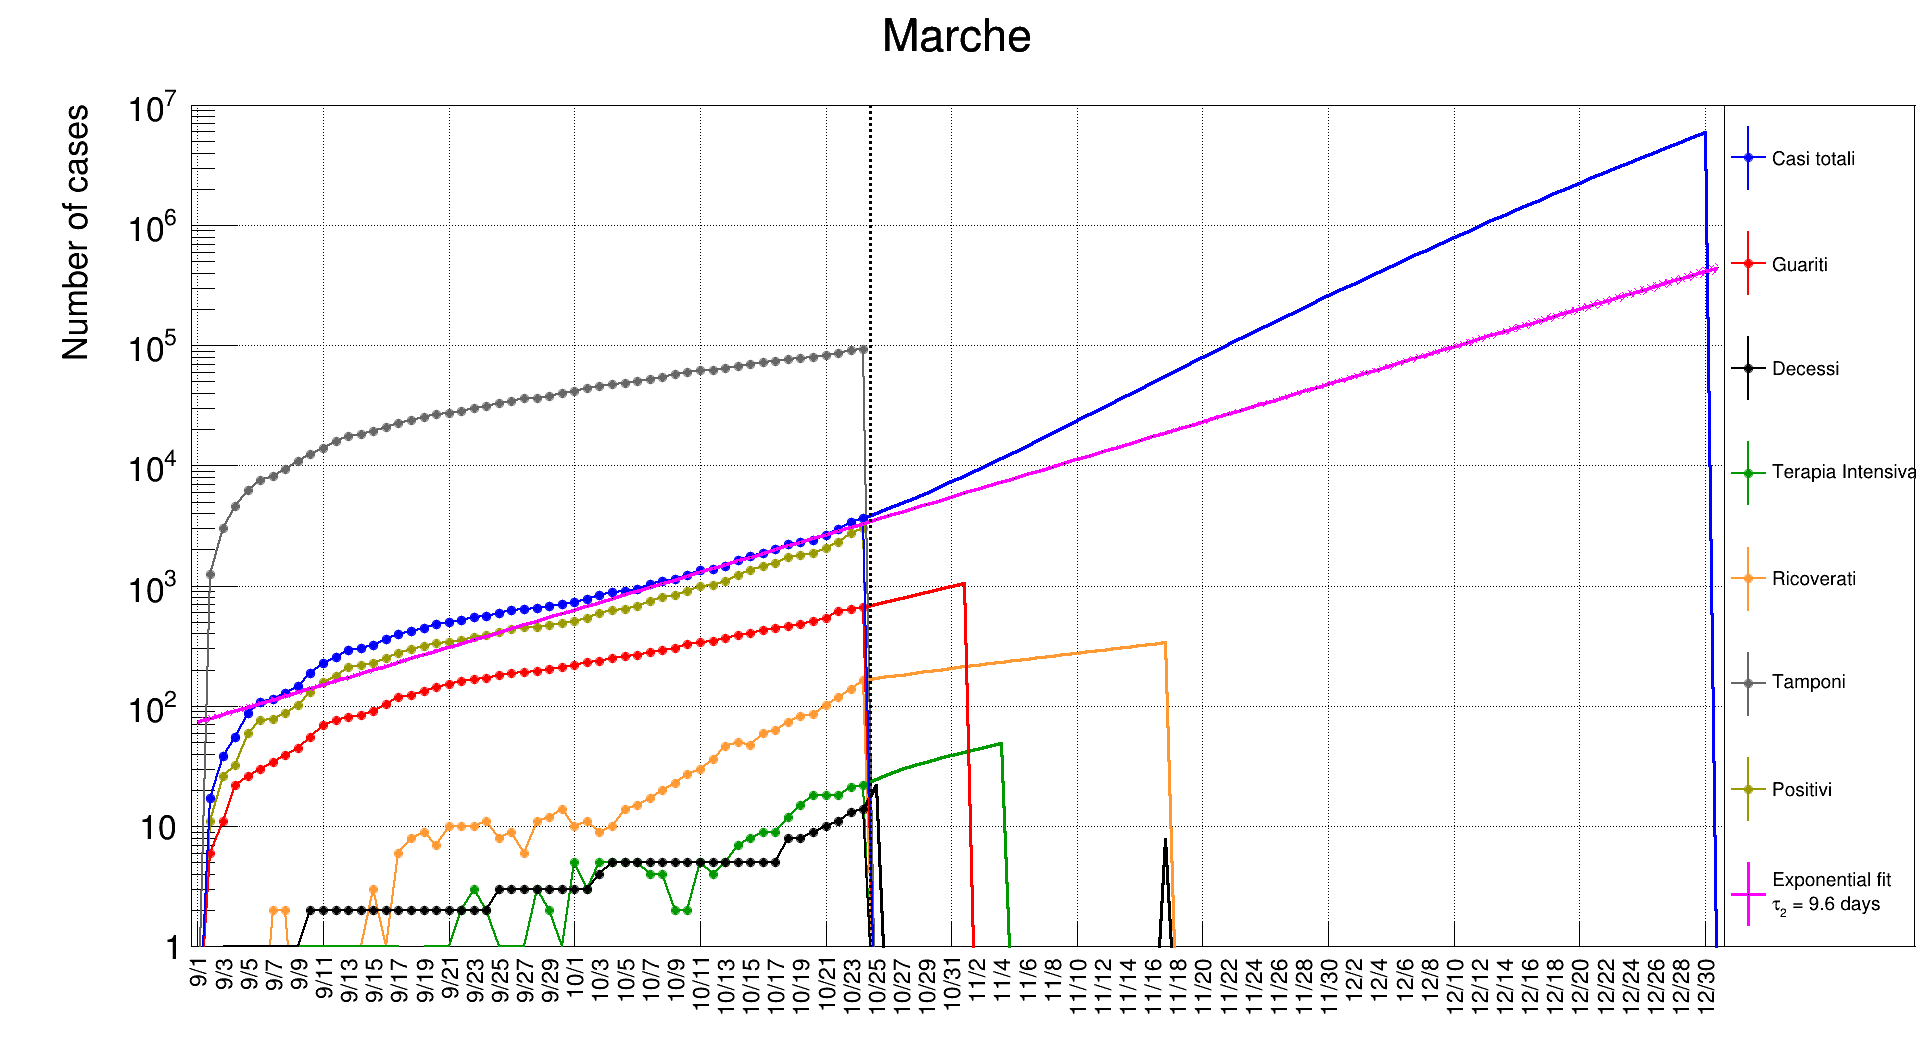 Marche
Number of cases
10^7
10^6
10^5
10^4
10^3
10^2
10
1
9/1 9/3 9/5 9/7 9/9 9/11 9/13 9/15 9/17 9/19 9/21 9/23 9/25 9/27 9/29 10/1 10/3 10/5 10/7 10/9 10/11 10/13 10/15 10/17 10/19 10/21 10/23 10/25 10/27 10/29 10/31 11/2 11/4 11/6 11/8 11/10 11/12 11/14 11/16 11/18 11/20 11/22 11/24 11/26 11/28 11/30 12/2 12/4 12/6 12/8 12/10 12/12 12/14 12/16 12/18 12/20 12/22 12/24 12/26 12/28 12/30
Casi totali
Guariti
Decessi
Terapia Intensiva
Ricoverati
Tamponi
Positivi
Exponential fit
τ₂ = 9.6 days